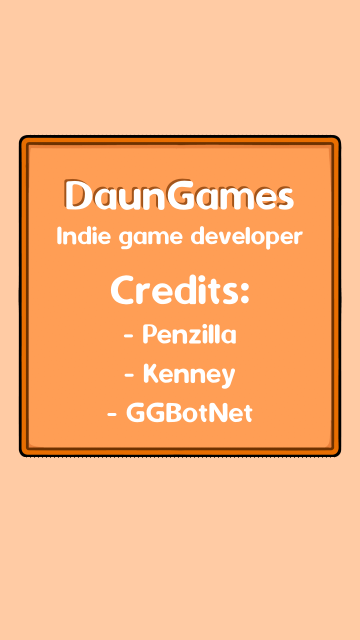 DaunGames
Indie game developer
Credits:
- Penzilla
- Kenney
- GGBotNet